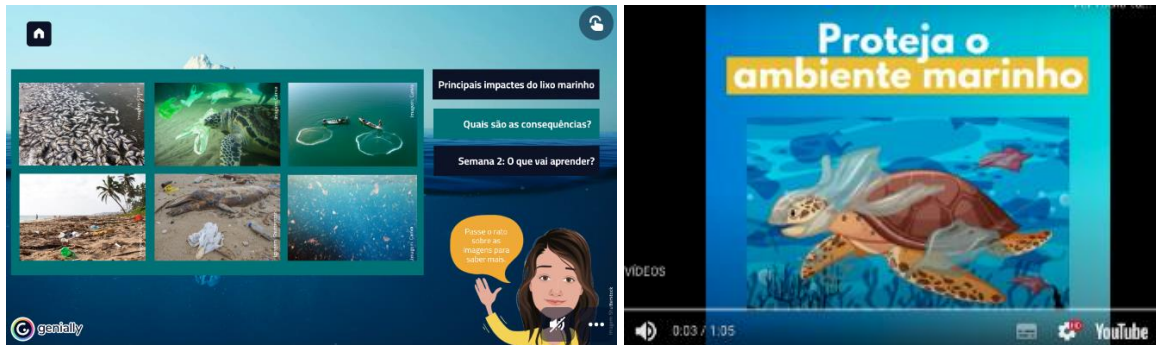 Principais impactes do lixo marinho
Quais são as consequências?
Semana 2: O que vai aprender?
Passe o rato
sobre as
imagens para
saber mais.
genially
Proteja o
ambiente marinho
VÍDEOS
0:03 / 1:05
YouTube